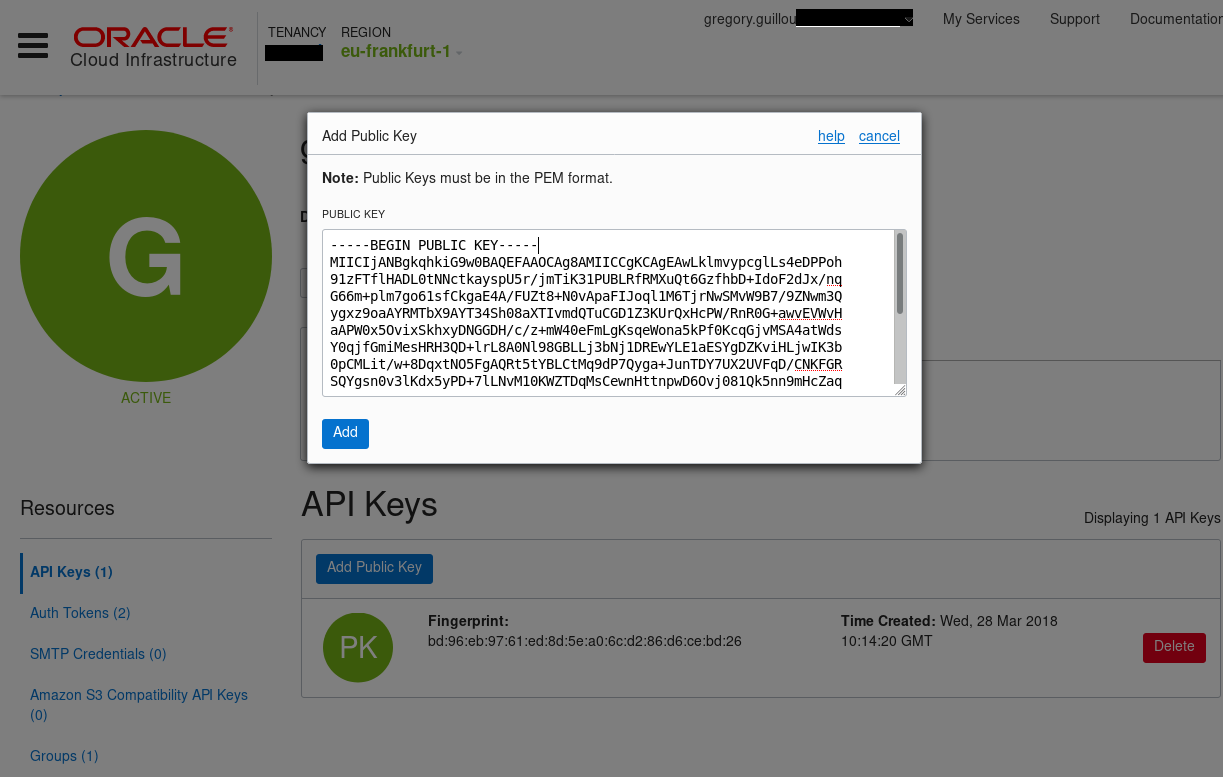 gregory.guillou
My Services
Support
Documentation
ORACLE®
Cloud Infrastructure
TENANCY
REGION
eu-frankfurt-1
G
ACTIVE
Add Public Key
help
cancel
Note: Public Keys must be in the PEM format.
PUBLIC KEY
-----BEGIN PUBLIC KEY-----
MIICIjANBgkqhkiG9w0BAQEFAAOCAg8AMIICCgKCAgEAwLklmvypcglLs4eDPPoh
91zFTflHADL0tNNctkayspU5r/jmTiK31PUBLRfRMXuQt6GzfhbD+IdoF2dJx/nq
G66m+plm7go61sfCkgaE4A/FUZt8+N0vApaFIJoql1M6TjrNwSMvW9B7/9ZNwm3Q
ygxz9oaAYRMTbX9AYT34Sh08aXTIvmdQTuCGD1Z3KUrQxHcPW/RnR0G+awvEVWvH
aAPW0x5OvixSkhxyDNGGDH/c/z+mW40eFmLgKsqeWona5kPf0KcqGjvMSA4atWds
Y0qjfGmiMesHRH3QD+lrL8A0Nl98GBLLj3bNj1DREwYLE1aESYgDZKviHLjwIK3b
0pCMLit/w+8DqxtNO5FgAQRt5tYBLCtMq9dP7Qyga+JunTDY7UX2UVFqD/CNKFGR
SQYgsn0v3lKdx5yPD+7lLNvM10KWZTDqMsCewnHttnpwD6Ovj081Qk5nn9mHcZaq
Add
Resources
API Keys (1)
Auth Tokens (2)
SMTP Credentials (0)
Amazon S3 Compatibility API Keys
(0)
Groups (1)
API Keys
Displaying 1 API Keys
Add Public Key
PK
Fingerprint:
bd:96:eb:97:61:ed:8d:5e:a0:6c:d2:86:d6:ce:bd:26
Time Created: Wed, 28 Mar 2018
10:14:20 GMT
Delete